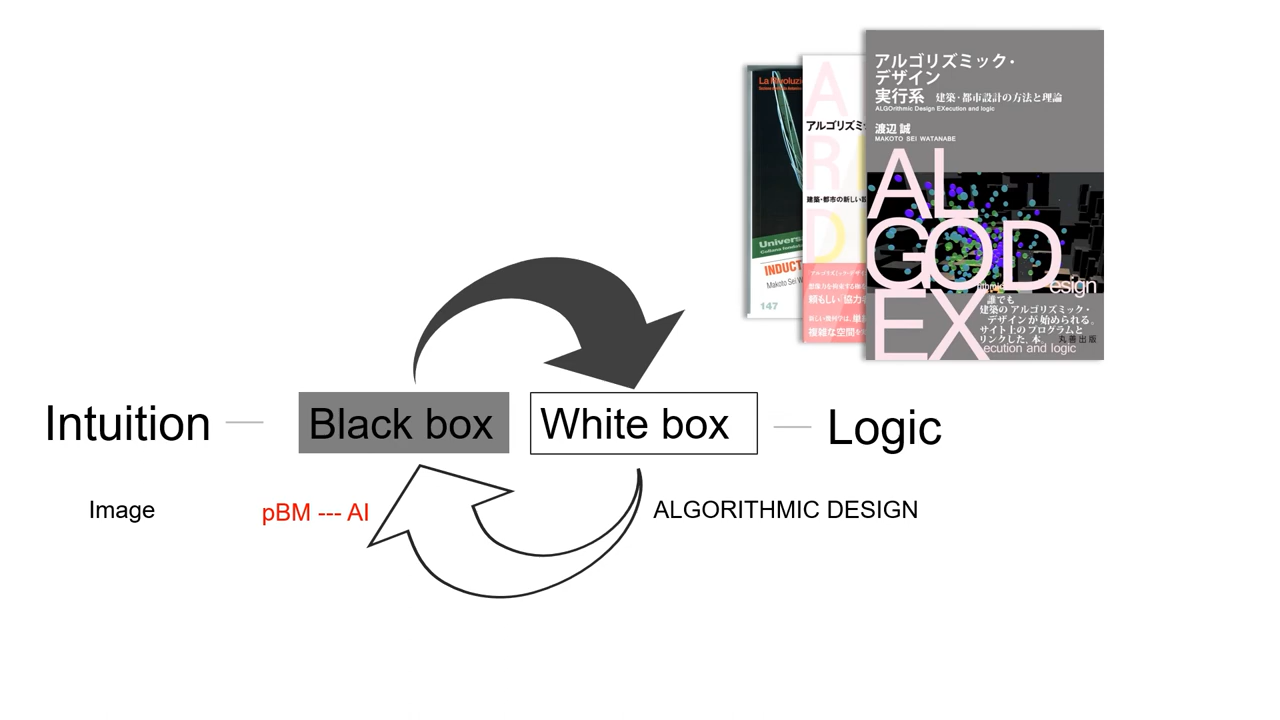 アルゴリズミック・
デザイン
実行系 建築・都市設計の方法と理論
ALGOrithmic Design EXecution and logic
渡辺 誠
MAKOTO SEI WATANABE
AL
GOD
esign
EX
誰でも
建築の アルゴリズミック・
デザインが 始められる。
サイト上の プログラムと
リンクした、本。
丸善出版
ecution and logic
アルゴリズミ
建築・都市の新しい
頼もしい「協力
複雑な空間
La
Univers
INDUCT
Makoto Sei W
147
Intuition
Black box
White box
Logic
Image
pBM --- AI
ALGORITHMIC DESIGN